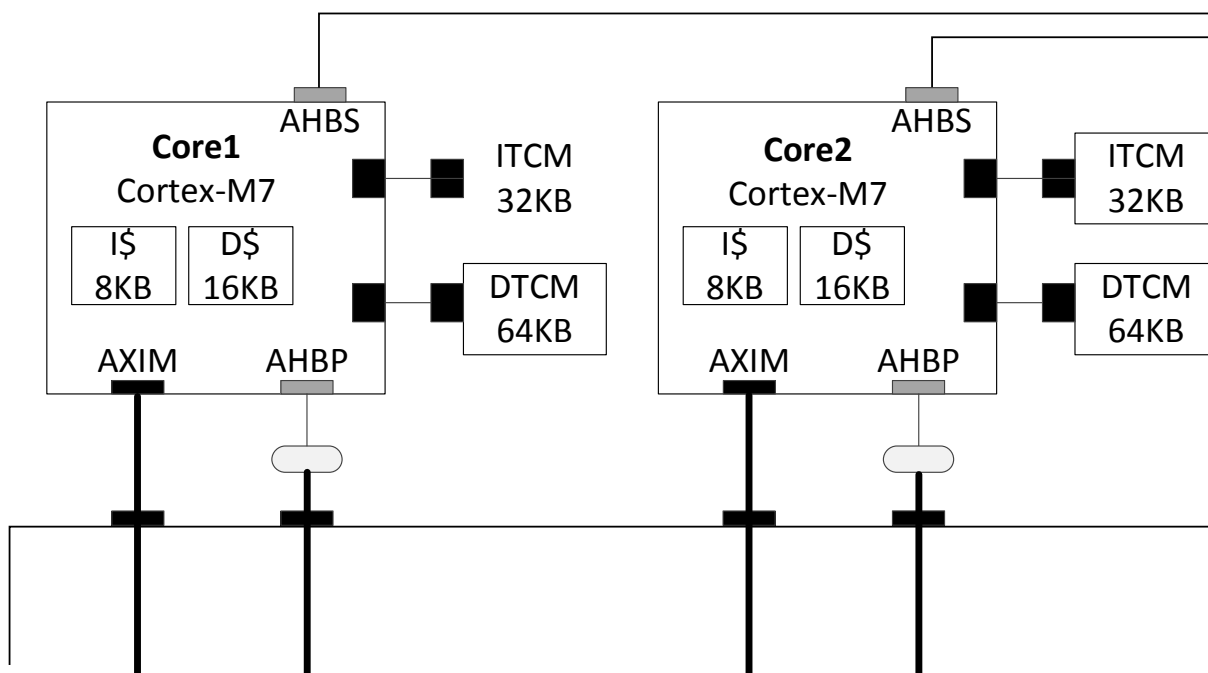 AHBS
Core1
Cortex-M7
I$
8KB
D$
16KB
ITCM
32KB
DTCM
64KB
AXIM
AHBP
AHBS
Core2
Cortex-M7
I$
8KB
D$
16KB
ITCM
32KB
DTCM
64KB
AXIM
AHBP